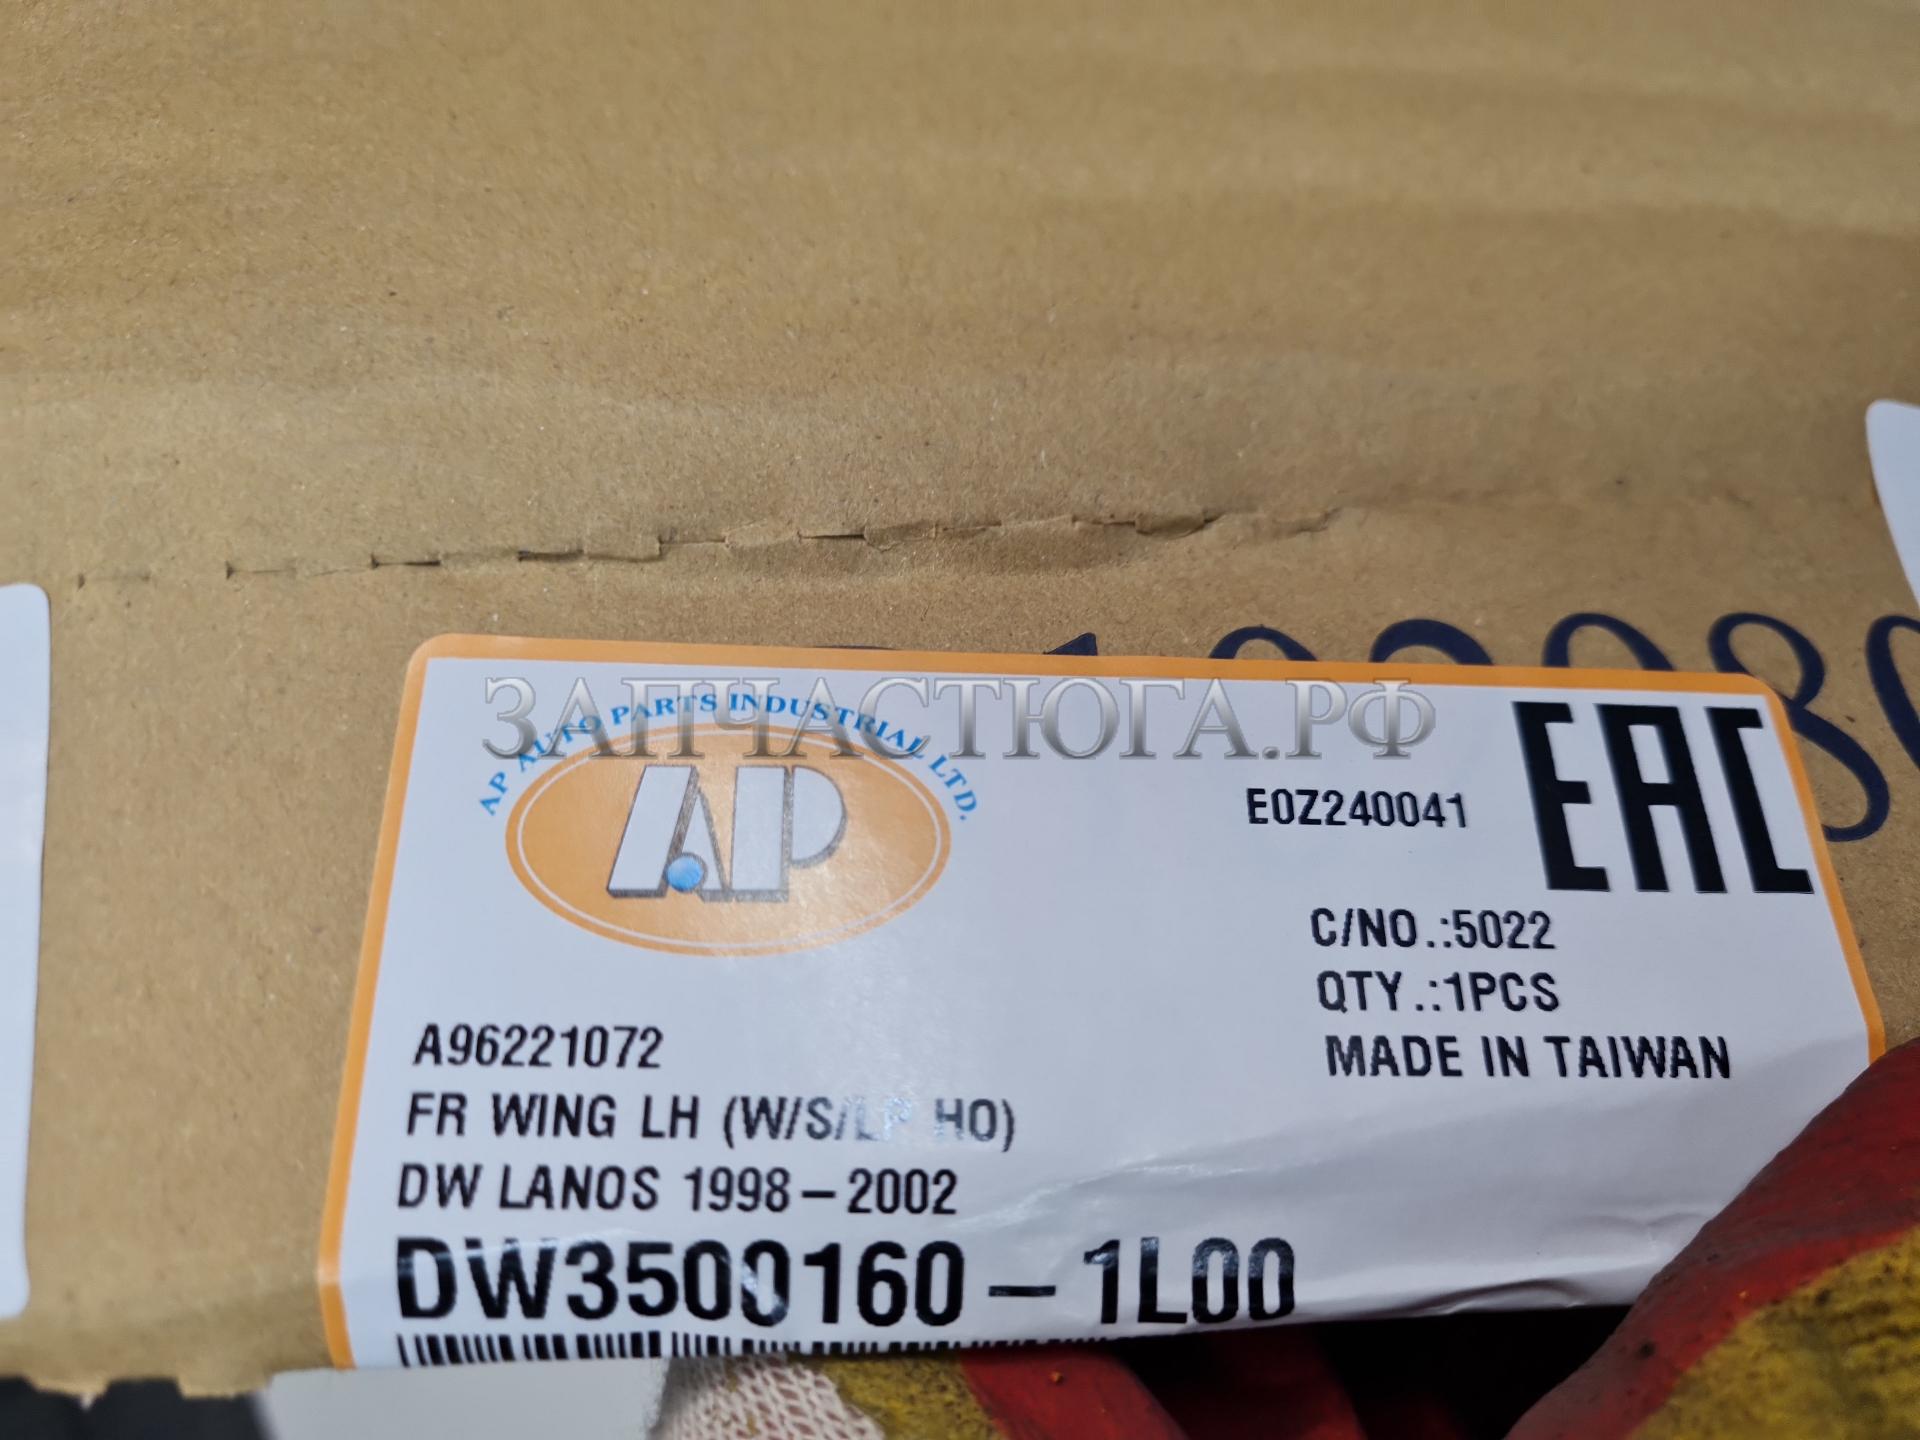 ЗАПЧАСТЮГА.РФ
AP AUTO PARTS INDUSTRIAL LTD.
AP
E0Z240041
EAC
C/NO.:5022
QTY.:1PCS
MADE IN TAIWAN
A96221072
FR WING LH (W/S/LP HO)
DW LANOS 1998-2002
DW3500160-1L00